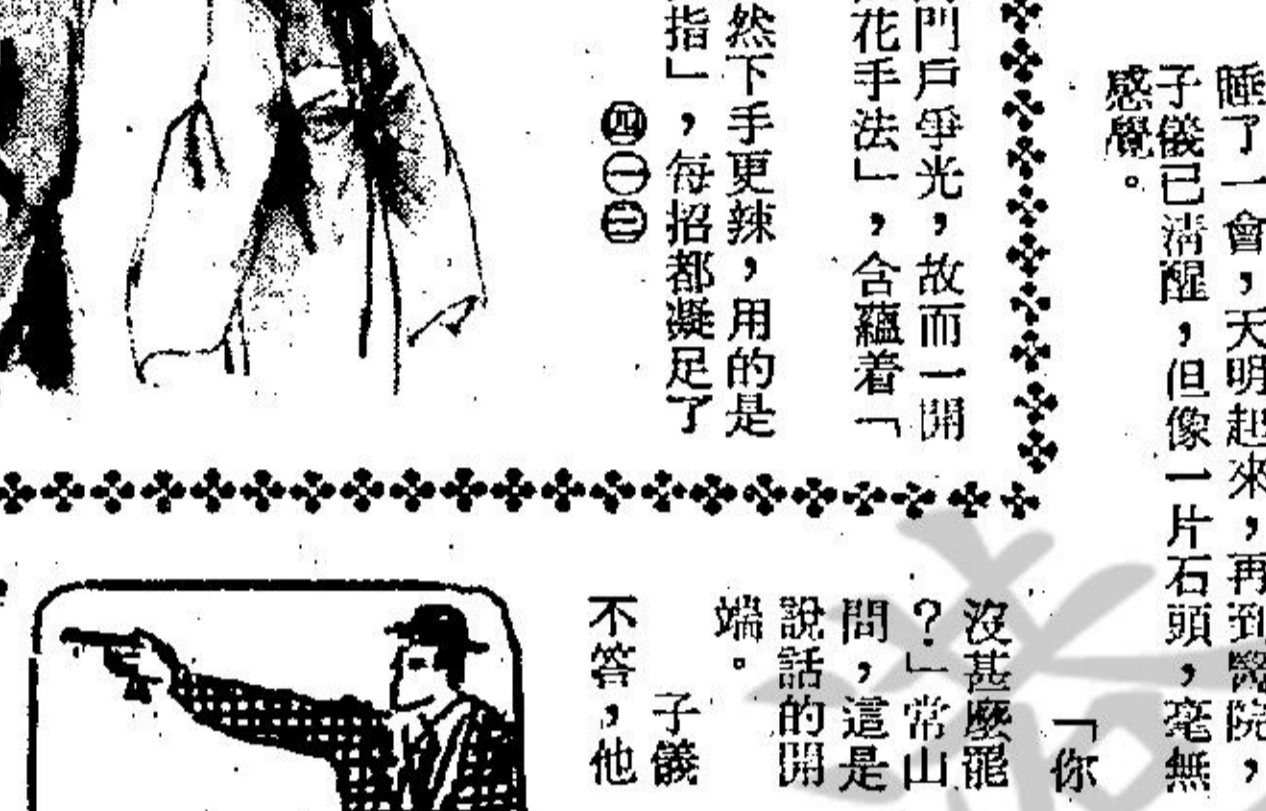 門戶爭光，故而一開
花手法」，含蘊着「
然下手更辣，用的是
指」，每招都凝足了
㊃㊀㊂
睡了一會，天明起來，再到醫院，
子儀已清醒，但像一片石頭，毫無
感覺。
「你
沒甚麼罷
？」常山
問，這是
說話的開
端。
子儀
不答，他